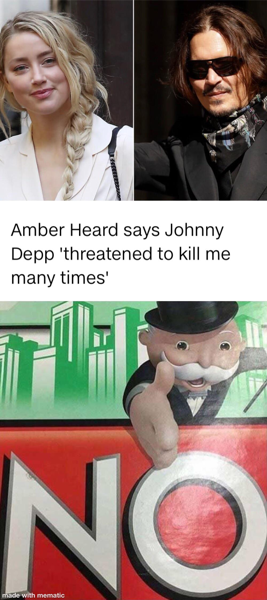 Amber Heard says Johnny
Depp 'threatened to kill me
many times'
NO
made with mematic